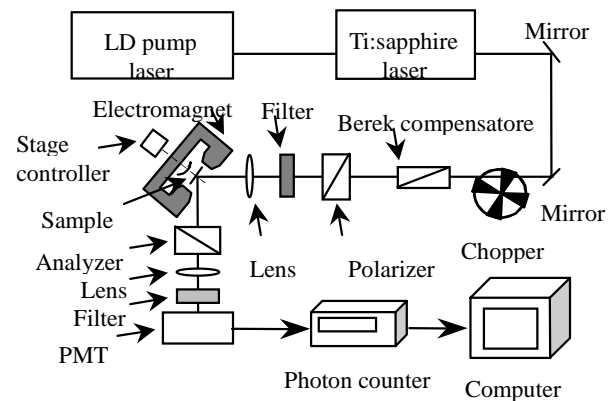 LD pump
laser
Ti:sapphire
laser
Mirror
Electromagnet
Filter
Berek compensatore
Stage
controller
Sample
Mirror
Chopper
Analyzer
Lens
Polarizer
Lens
Filter
PMT
Photon counter
Computer